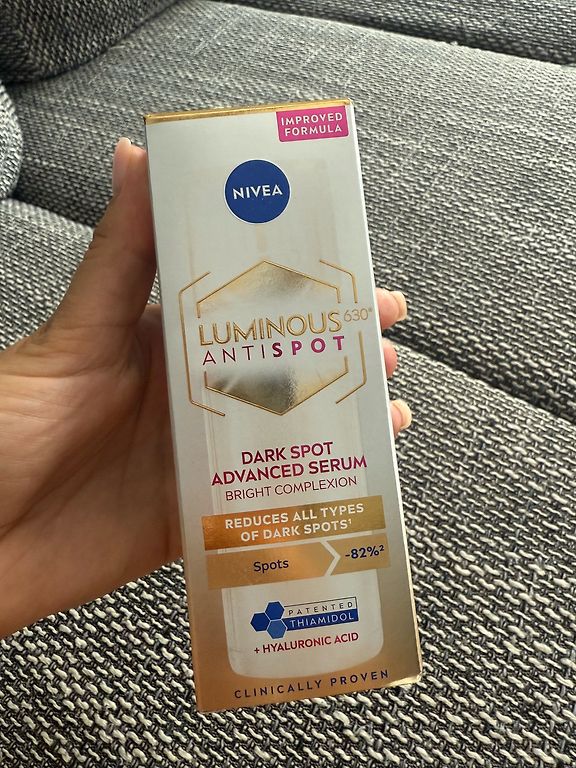 IMPROVED
FORMULA
NIVEA
LUMINOUS630®
ANTISPOT
DARK SPOT
ADVANCED SERUM
BRIGHT COMPLEXION
REDUCES ALL TYPES
OF DARK SPOTS¹
Spots -82%²
PATENTED
THIAMIDOL
+ HYALURONIC ACID
CLINICALLY PROVEN